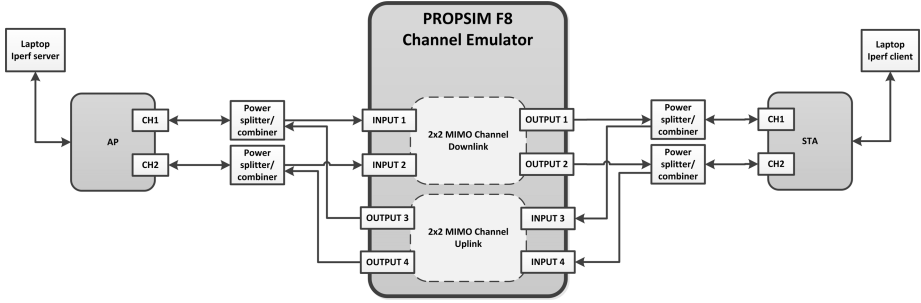 PROPSIM F8
Channel Emulator
Laptop
Iperf server
Laptop
Iperf client
AP
CH1
CH2
Power
splitter/
combiner
Power
splitter/
combiner
INPUT 1
INPUT 2
2x2 MIMO Channel
Downlink
OUTPUT 1
OUTPUT 2
OUTPUT 3
OUTPUT 4
2x2 MIMO Channel
Uplink
INPUT 3
INPUT 4
Power
splitter/
combiner
Power
splitter/
combiner
CH1
CH2
STA